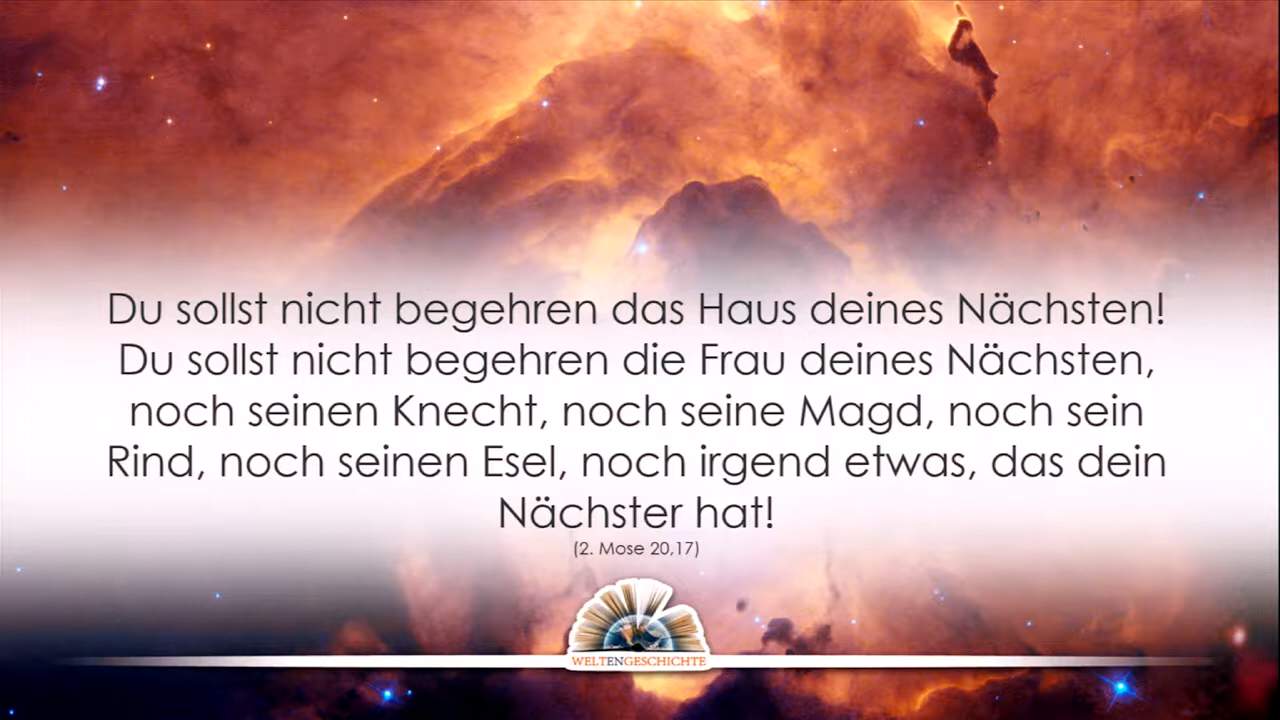 Du sollst nicht begehren das Haus deines Nächsten!
Du sollst nicht begehren die Frau deines Nächsten,
noch seinen Knecht, noch seine Magd, noch sein
Rind, noch seinen Esel, noch irgend etwas, das dein
Nächster hat!
(2. Mose 20,17)
WELTENGESCHICHTE